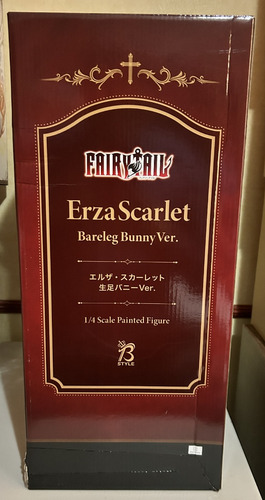 FAIRY TAIL
Erza Scarlet
Bareleg Bunny Ver.
エルザ・スカーレット
生足バニーVer.
1/4 Scale Painted Figure
B
STYLE